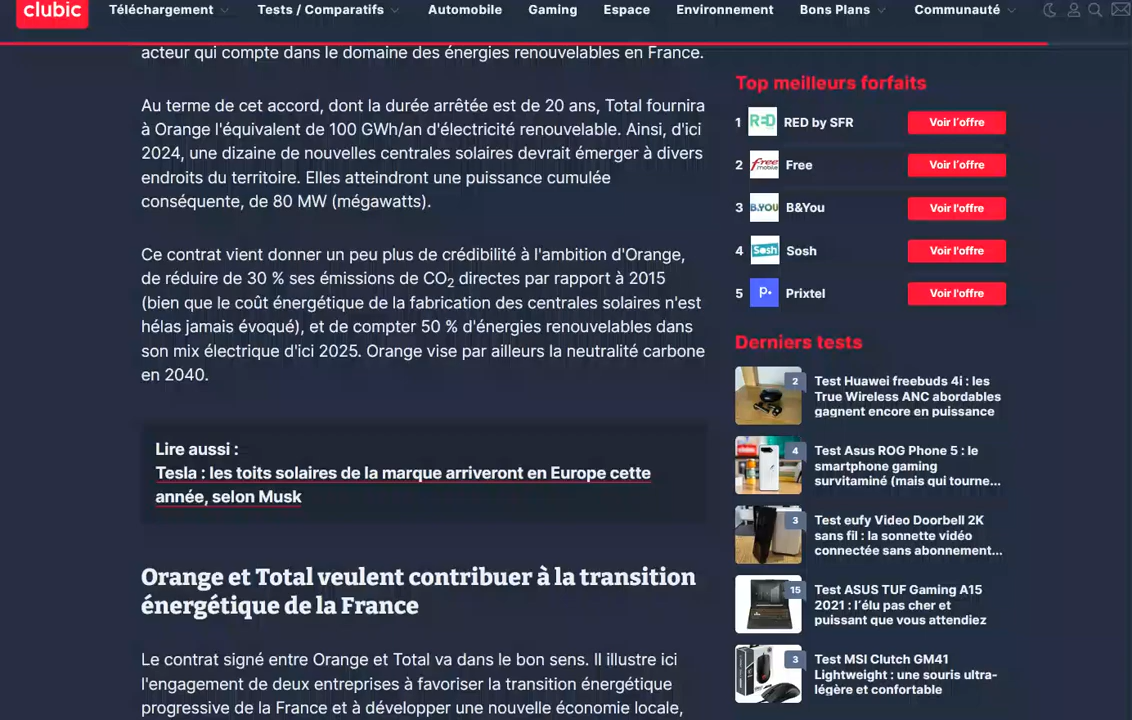 clubic
Téléchargement
Tests / Comparatifs
Automobile
Gaming
Espace
Environnement
Bons Plans
Communauté
acteur qui compte dans le domaine des énergies renouvelables en France.
Au terme de cet accord, dont la durée arrêtée est de 20 ans, Total fournira
à Orange l'équivalent de 100 GWh/an d'électricité renouvelable. Ainsi, d'ici
2024, une dizaine de nouvelles centrales solaires devrait émerger à divers
endroits du territoire. Elles atteindront une puissance cumulée
conséquente, de 80 MW (mégawatts).
Ce contrat vient donner un peu plus de crédibilité à l'ambition d'Orange,
de réduire de 30 % ses émissions de CO₂ directes par rapport à 2015
(bien que le coût énergétique de la fabrication des centrales solaires n'est
hélas jamais évoqué), et de compter 50 % d'énergies renouvelables dans
son mix électrique d'ici 2025. Orange vise par ailleurs la neutralité carbone
en 2040.
Lire aussi :
Tesla : les toits solaires de la marque arriveront en Europe cette
année, selon Musk
Orange et Total veulent contribuer à la transition
énergétique de la France
Le contrat signé entre Orange et Total va dans le bon sens. Il illustre ici
l'engagement de deux entreprises à favoriser la transition énergétique
progressive de la France et à développer une nouvelle économie locale,
Top meilleurs forfaits
1 RED RED by SFR Voir l'offre
2 free mobile Free Voir l'offre
3 B.YOU B&You Voir l'offre
4 Sosh Sosh Voir l'offre
5 P. Prixtel Voir l'offre
Derniers tests
2
Test Huawei freebuds 4i : les
True Wireless ANC abordables
gagnent encore en puissance
4
Test Asus ROG Phone 5 : le
smartphone gaming
survitaminé (mais qui tourne...
3
Test eufy Video Doorbell 2K
sans fil : la sonnette vidéo
connectée sans abonnement...
15
Test ASUS TUF Gaming A15
2021 : l'élu pas cher et
puissant que vous attendiez
3
Test MSI Clutch GM41
Lightweight : une souris ultra-
légère et confortable